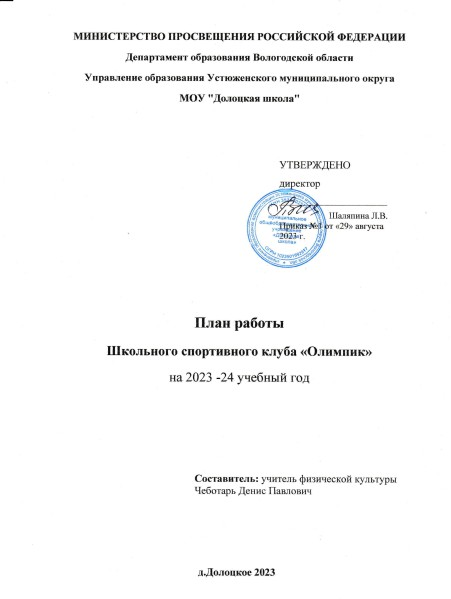 МИНИСТЕРСТВО ПРОСВЕЩЕНИЯ РОССИЙСКОЙ ФЕДЕРАЦИИ
Департамент образования Вологодской области
Управление образования Устюженского муниципального округа
МОУ "Долоцкая школа"
УТВЕРЖДЕНО
директор
Шаляпина Л.В.
Приказ №1 от «29» августа
2023 г.
План работы
Школьного спортивного клуба «Олимпик»
на 2023 -24 учебный год
Составитель: учитель физической культуры
Чеботарь Денис Павлович
д.Долоцкое 2023